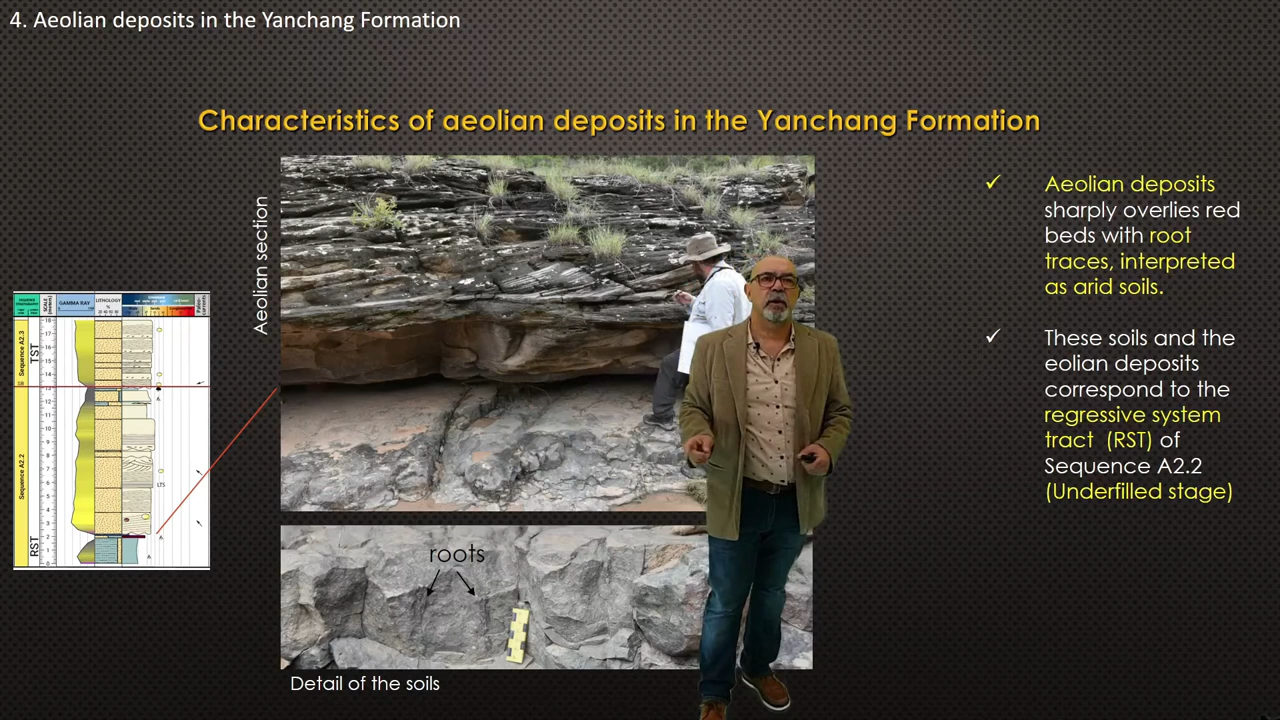 4. Aeolian deposits in the Yanchang Formation
Characteristics of aeolian deposits in the Yanchang Formation
Aeolian section
GAMMA RAY
LITHOLOGY
Sequence A2.3
TST
Sequence A2.2
RST
LTS
roots
Detail of the soils
✓ Aeolian deposits
sharply overlies red
beds with root
traces, interpreted
as arid soils.
✓ These soils and the
eolian deposits
correspond to the
regressive system
tract (RST) of
Sequence A2.2
(Underfilled stage)